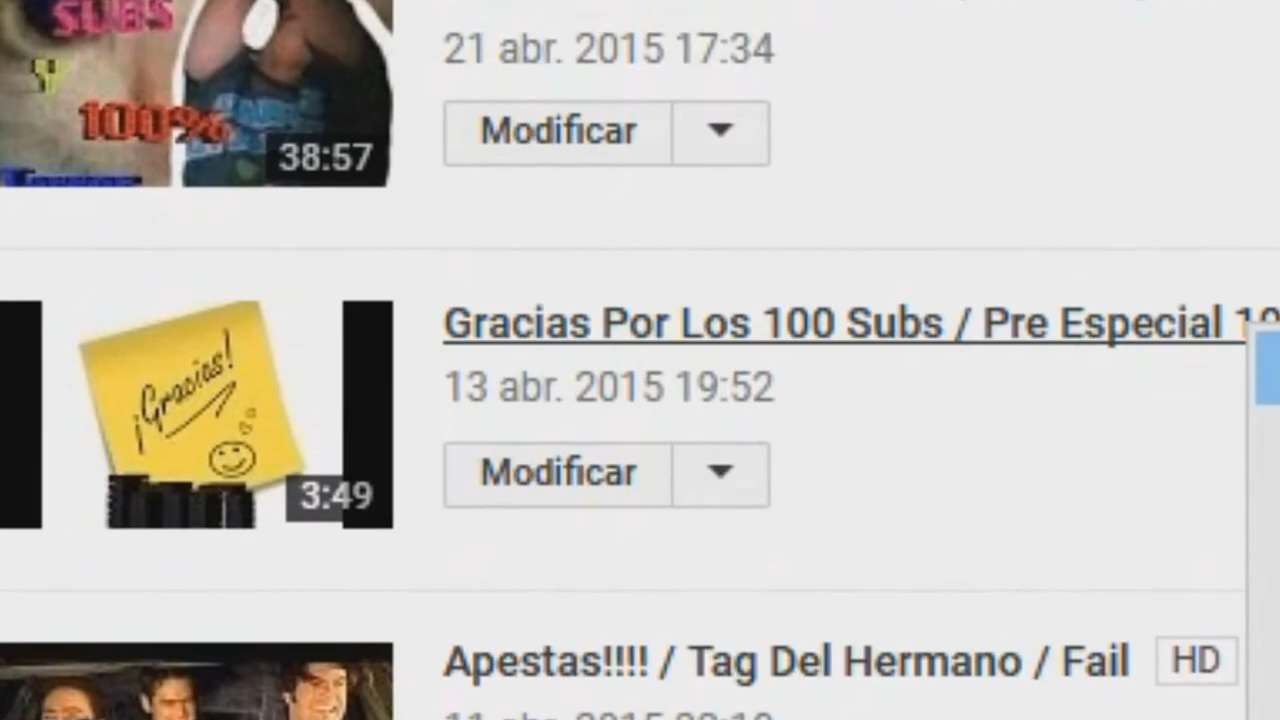 SUBS
Y
100%
38:57
21 abr. 2015 17:34
Modificar
¡Gracias!
3:49
Gracias Por Los 100 Subs / Pre Especial 10
13 abr. 2015 19:52
Modificar
Apestas!!!! / Tag Del Hermano / Fail HD